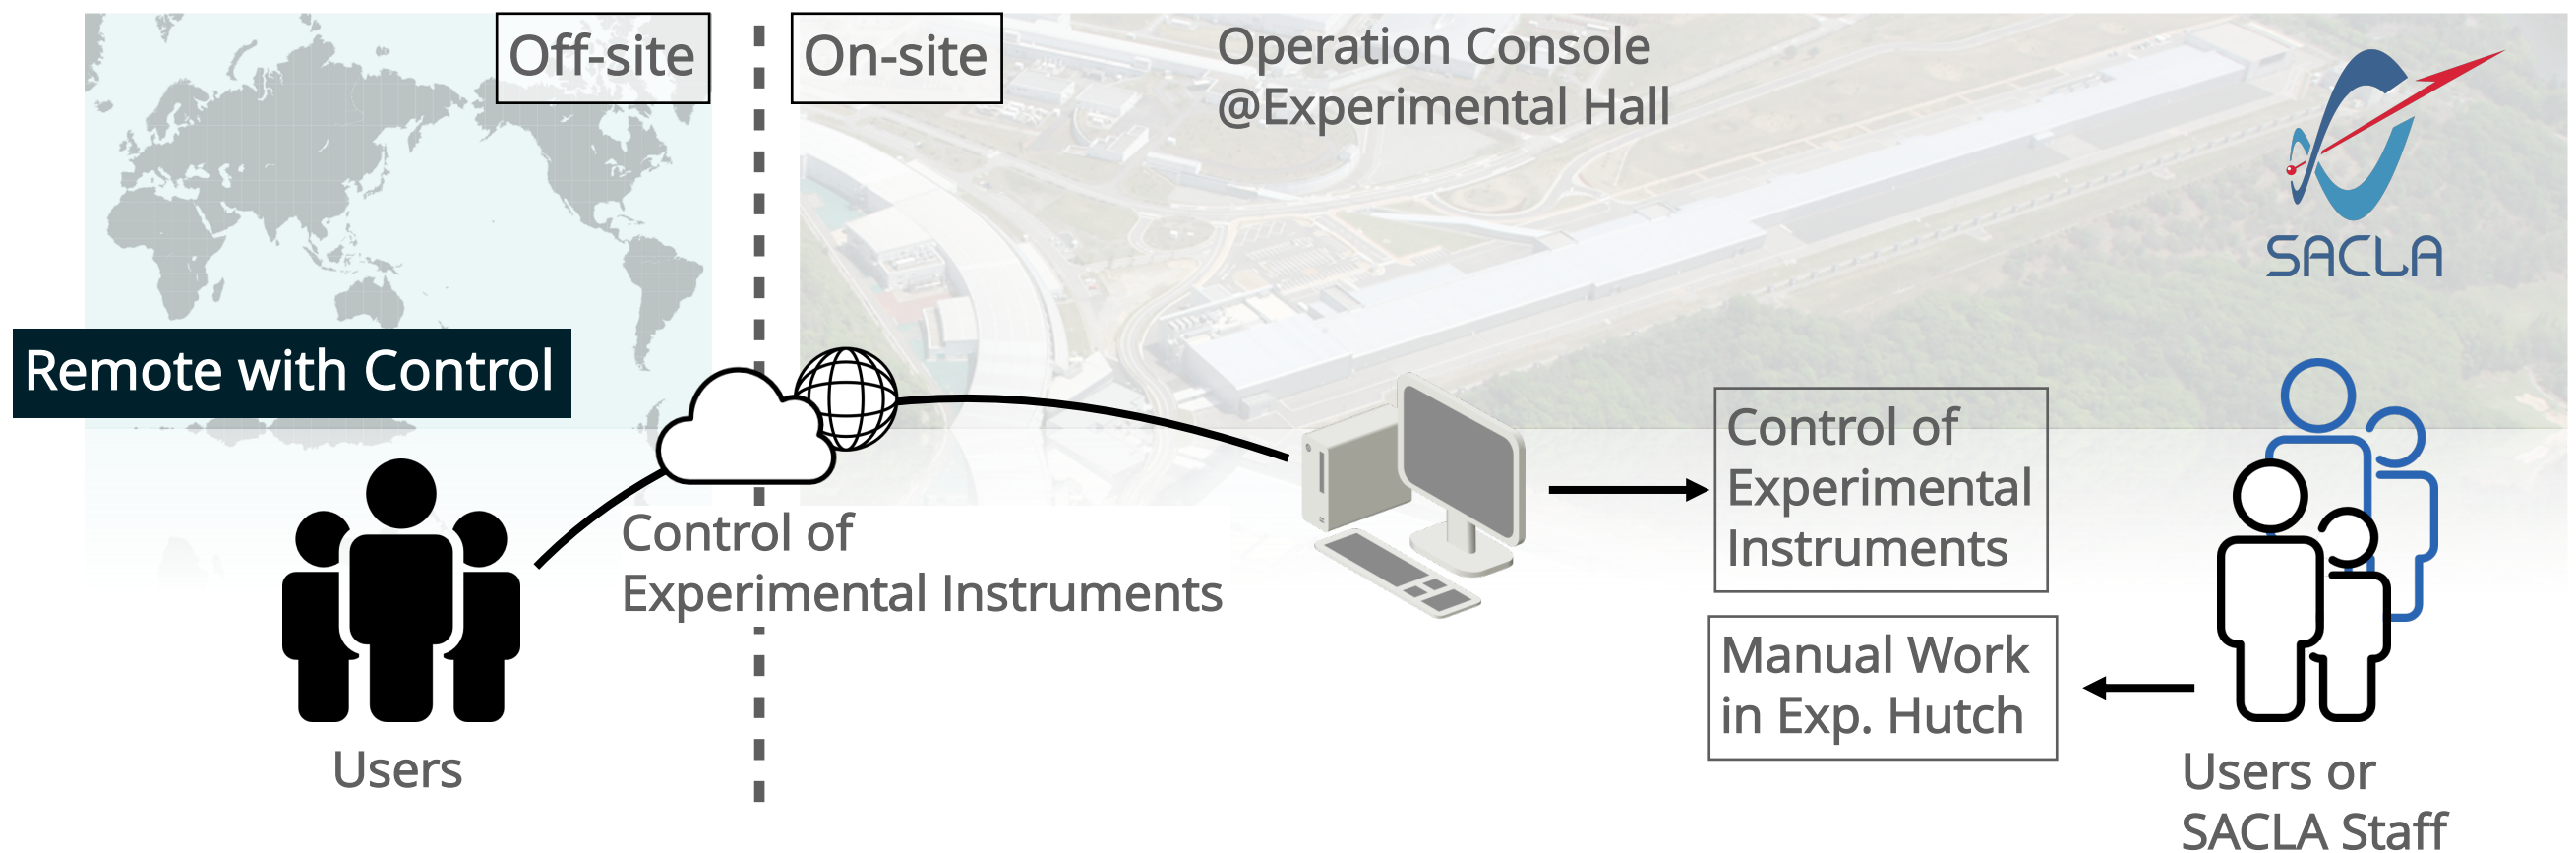 Off-site
On-site
Operation Console
@Experimental Hall
SACLA
Remote with Control
Control of
Experimental Instruments
Control of
Experimental
Instruments
Manual Work
in Exp. Hutch
Users
Users or
SACLA Staff